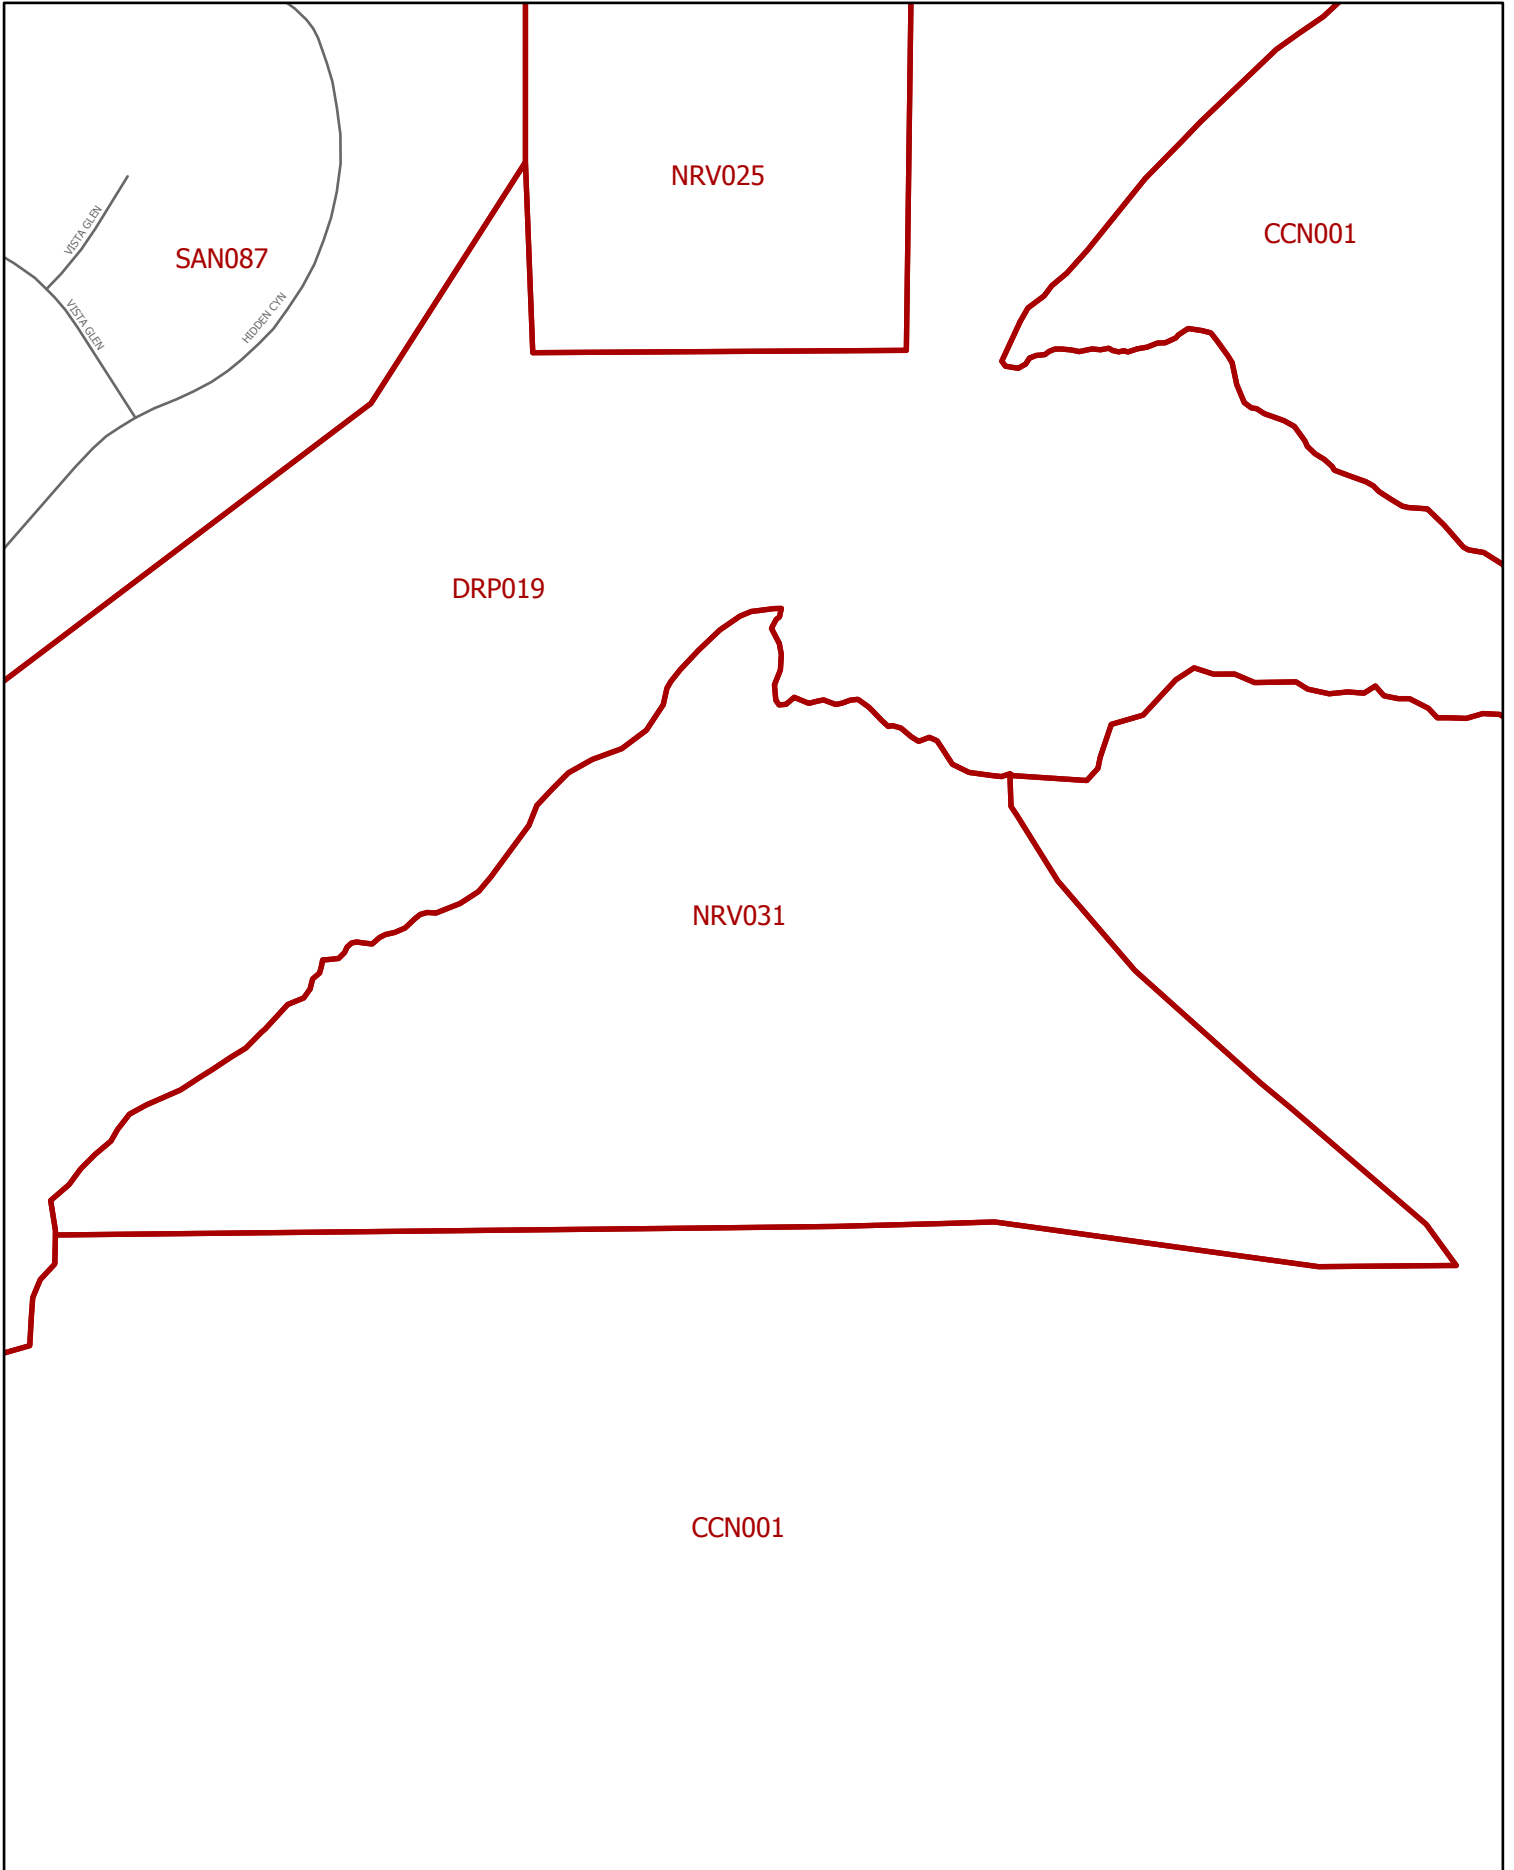 NRV025
CCN001
VISTA GLEN
SAN087
HIDDEN CYN
VISTA GLEN
DRP019
NRV031
CCN001